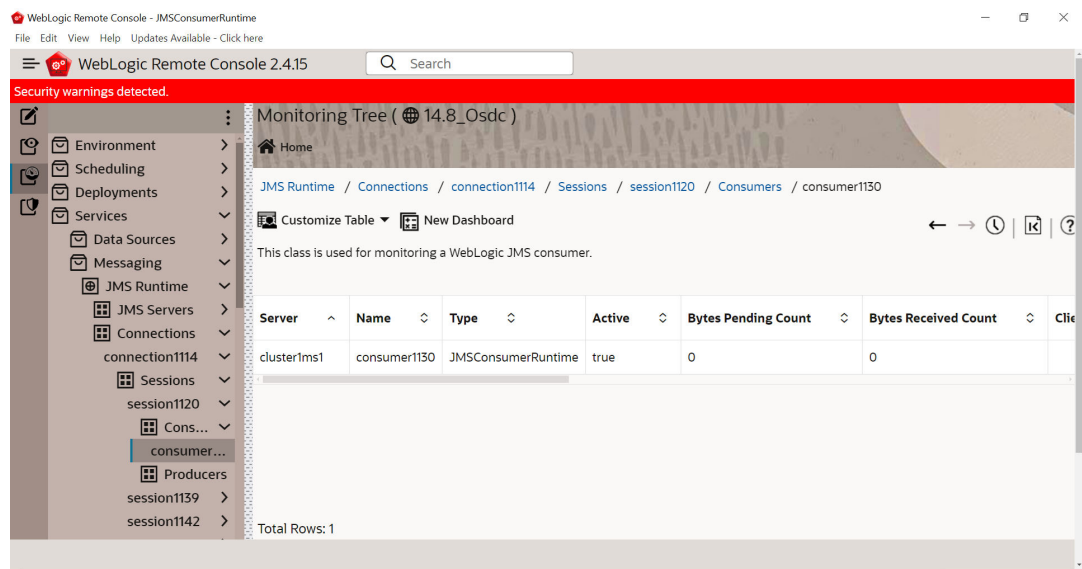 WebLogic Remote Console - JMSConsumerRuntime
File Edit View Help Updates Available - Click here
WebLogic Remote Console 2.4.15
Search
Security warnings detected.
Monitoring Tree ( 14.8_Osdc )
Home
Environment
Scheduling
Deployments
Services
Data Sources
Messaging
JMS Runtime
JMS Servers
Connections
connection1114
Sessions
session1120
Cons...
consumer...
Producers
session1139
session1142
JMS Runtime / Connections / connection1114 / Sessions / session1120 / Consumers / consumer1130
Customize Table New Dashboard
This class is used for monitoring a WebLogic JMS consumer.
Server Name Type Active Bytes Pending Count Bytes Received Count Clie
cluster1ms1 consumer1130 JMSConsumerRuntime true 0 0
Total Rows: 1